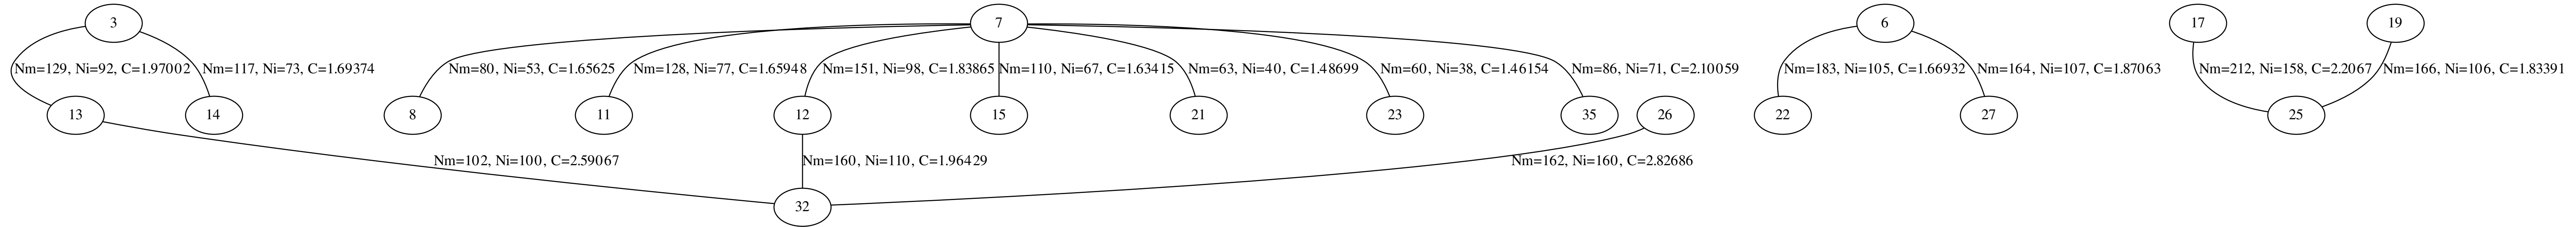 3 7 6 17 19
Nm=129, Ni=92, C=1.97002 Nm=117, Ni=73, C=1.69374 Nm=80, Ni=53, C=1.65625 Nm=128, Ni=77, C=1.65948 Nm=151, Ni=98, C=1.83865 Nm=110, Ni=67, C=1.63415 Nm=63, Ni=40, C=1.48699 Nm=60, Ni=38, C=1.46154 Nm=86, Ni=71, C=2.10059 Nm=183, Ni=105, C=1.66932 Nm=164, Ni=107, C=1.87063 Nm=212, Ni=158, C=2.2067 Nm=166, Ni=106, C=1.83391
13 14 8 11 12 15 21 23 35 26 22 27 25
Nm=102, Ni=100, C=2.59067 Nm=160, Ni=110, C=1.96429 Nm=162, Ni=160, C=2.82686
32